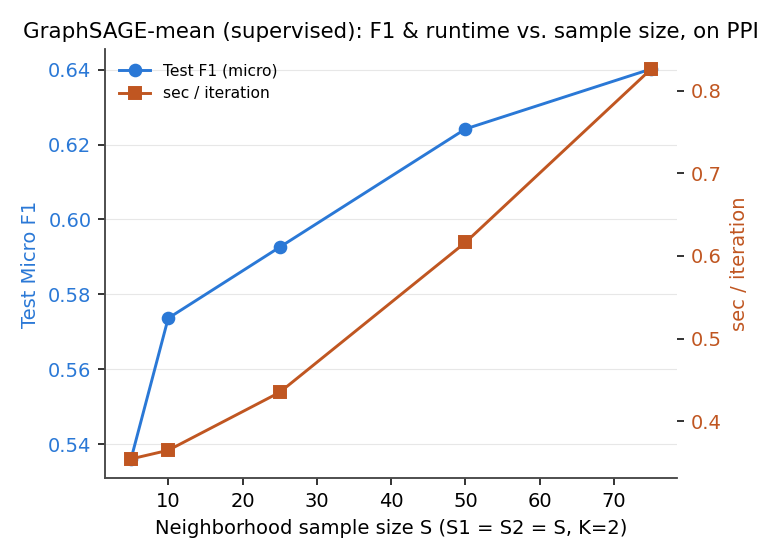 GraphSAGE-mean (supervised): F1 & runtime vs. sample size, on PPI
Test F1 (micro)
sec / iteration
Test Micro F1
0.64
0.62
0.60
0.58
0.56
0.54
0.8
0.7
0.6
0.5
0.4
sec / iteration
10 20 30 40 50 60 70
Neighborhood sample size S (S1 = S2 = S, K=2)